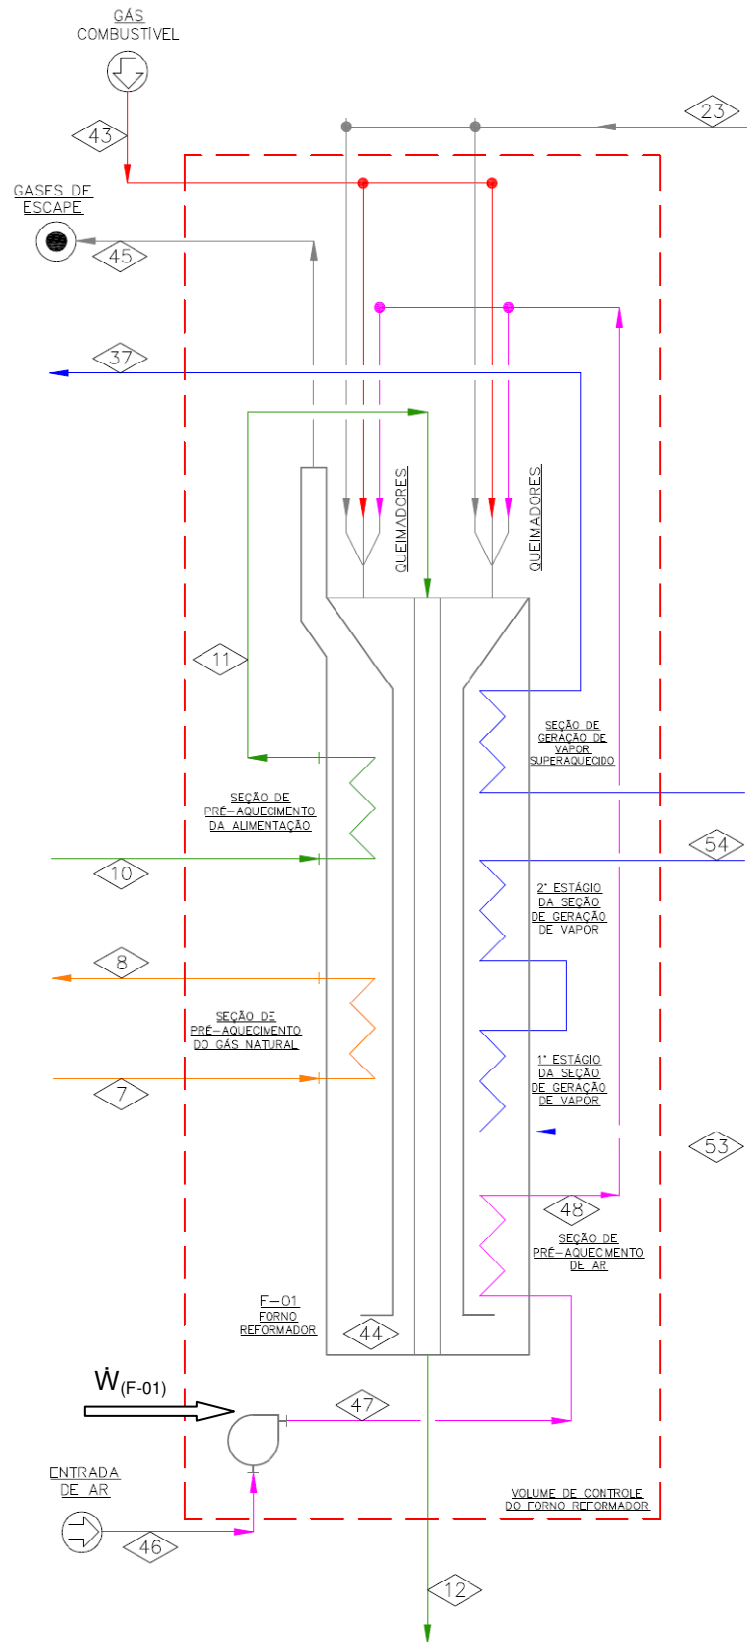 GÁS
COMBUSTÍVEL
23
43
GASES DE
ESCAPE
45
37
QUEIMADORES
QUEIMADORES
11
SEÇÃO DE
GERAÇÃO DE
VAPOR
SUPERAQUECIDO
SEÇÃO DE
PRÉ-AQUECIMENTO
DA ALIMENTAÇÃO
54
10
2° ESTÁGIO
DA SEÇÃO
DE GERAÇÃO
DE VAPOR
8
SEÇÃO DE
PRÉ-AQUECIMENTO
DO GÁS NATURAL
1° ESTÁGIO
DA SEÇÃO
DE GERAÇÃO
DE VAPOR
7
53
48
SEÇÃO DE
PRÉ-AQUECMENTO
DE AR
F-01
FORNO
REFORMADOR
44
Ẇ(F-01)
47
ENTRADA
DE AR
VOLUME DE CONTROLE
DO FORNO REFORMADOR
46
12